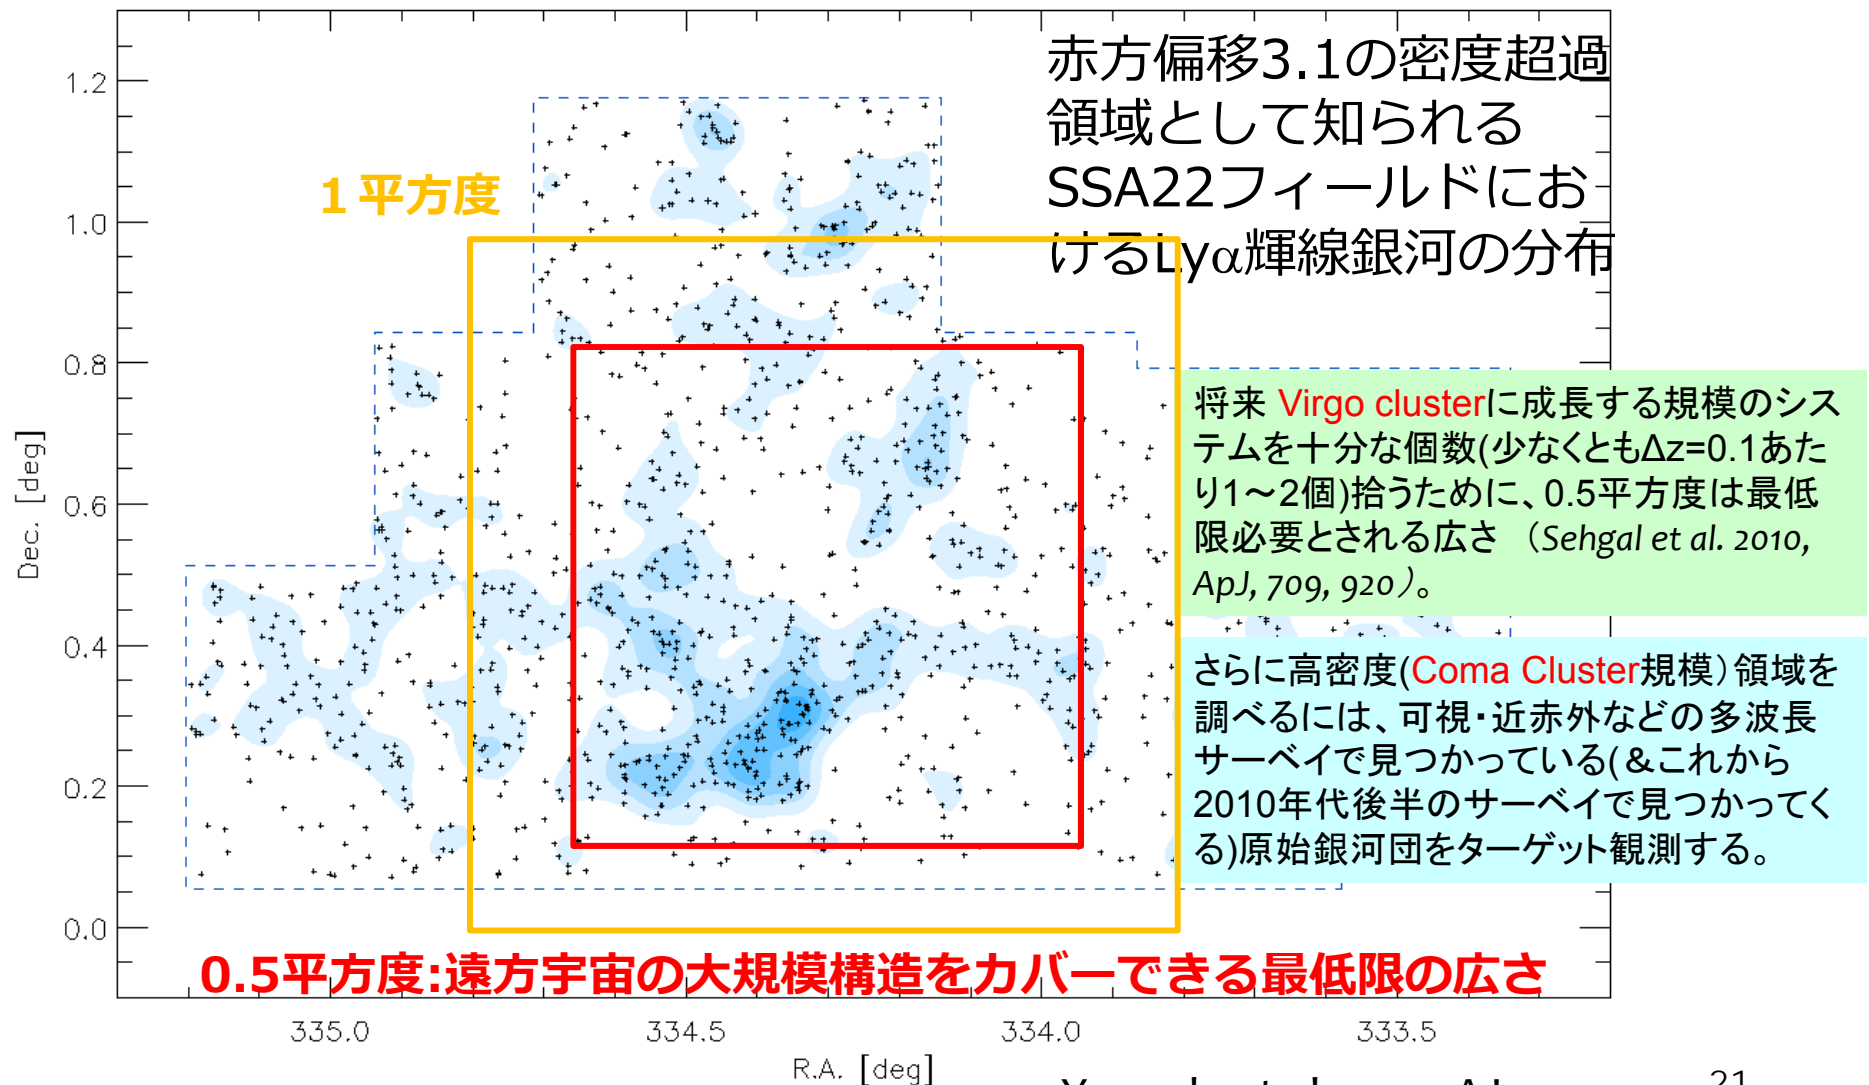 赤方偏移3.1の密度超過
領域として知られる
SSA22フィールドにお
けるLyα輝線銀河の分布
1平方度
将来 Virgo clusterに成長する規模のシス
テムを十分な個数(少なくともΔz=0.1あた
り1～2個)拾うために、0.5平方度は最低
限必要とされる広さ （Sehgal et al. 2010,
ApJ, 709, 920）。
さらに高密度(Coma Cluster規模）領域を
調べるには、可視・近赤外などの多波長
サーベイで見つかっている(&これから
2010年代後半のサーベイで見つかってく
る)原始銀河団をターゲット観測する。
0.5平方度:遠方宇宙の大規模構造をカバーできる最低限の広さ
Dec. [deg]
1.2
1.0
0.8
0.6
0.4
0.2
0.0
335.0
334.5
334.0
333.5
R.A. [deg]
21